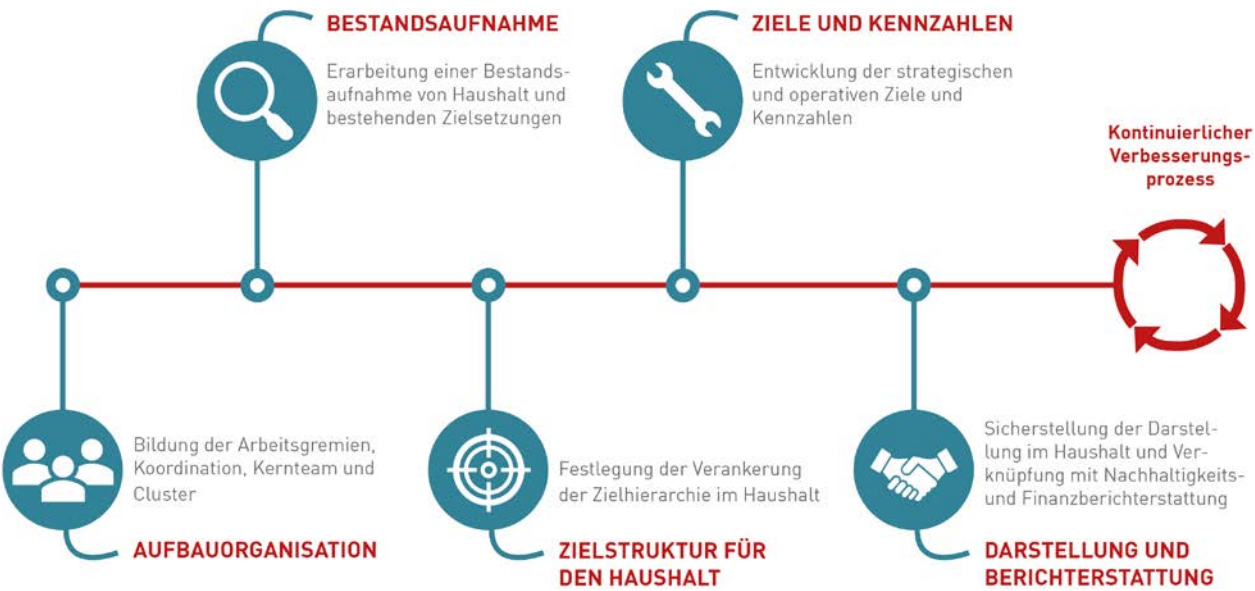 BESTANDSAUFNAHME
Erarbeitung einer Bestands-
aufnahme von Haushalt und
bestehenden Zielsetzungen
ZIELE UND KENNZAHLEN
Entwicklung der strategischen
und operativen Ziele und
Kennzahlen
Kontinuierlicher
Verbesserungs-
prozess
Bildung der Arbeitsgremien,
Koordination, Kernteam und
Cluster
AUFBAUORGANISATION
Festlegung der Verankerung
der Zielhierarchie im Haushalt
ZIELSTRUKTUR FÜR
DEN HAUSHALT
Sicherstellung der Darstel-
lung im Haushalt und Ver-
knüpfung mit Nachhaltigkeits-
und Finanzberichterstattung
DARSTELLUNG UND
BERICHTERSTATTUNG